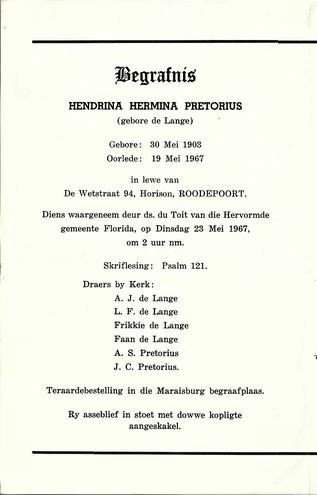 Begrafnis
HENDRINA HERMINA PRETORIUS
(gebore de Lange)
Gebore: 30 Mei 1903
Oorlede: 19 Mei 1967
in lewe van
De Wetstraat 94, Horison, ROODEPOORT.
Diens waargeneem deur ds. du Toit van die Hervormde
gemeente Florida, op Dinsdag 23 Mei 1967,
om 2 uur nm.
Skriflesing: Psalm 121.
Draers by Kerk:
A. J. de Lange
L. F. de Lange
Frikkie de Lange
Faan de Lange
A. S. Pretorius
J. C. Pretorius.
Teraardebestelling in die Maraisburg begraafplaas.
Ry asseblief in stoet met dowwe kopligte
aangeskakel.